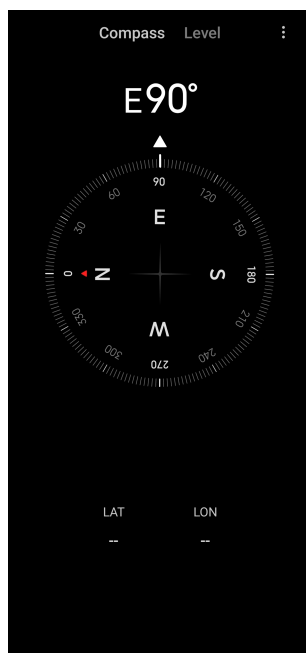 Compass Level
E90°
90
60 120
E
30 150
0 N S 180
330 210
W
300 240
270
LAT LON
-- --